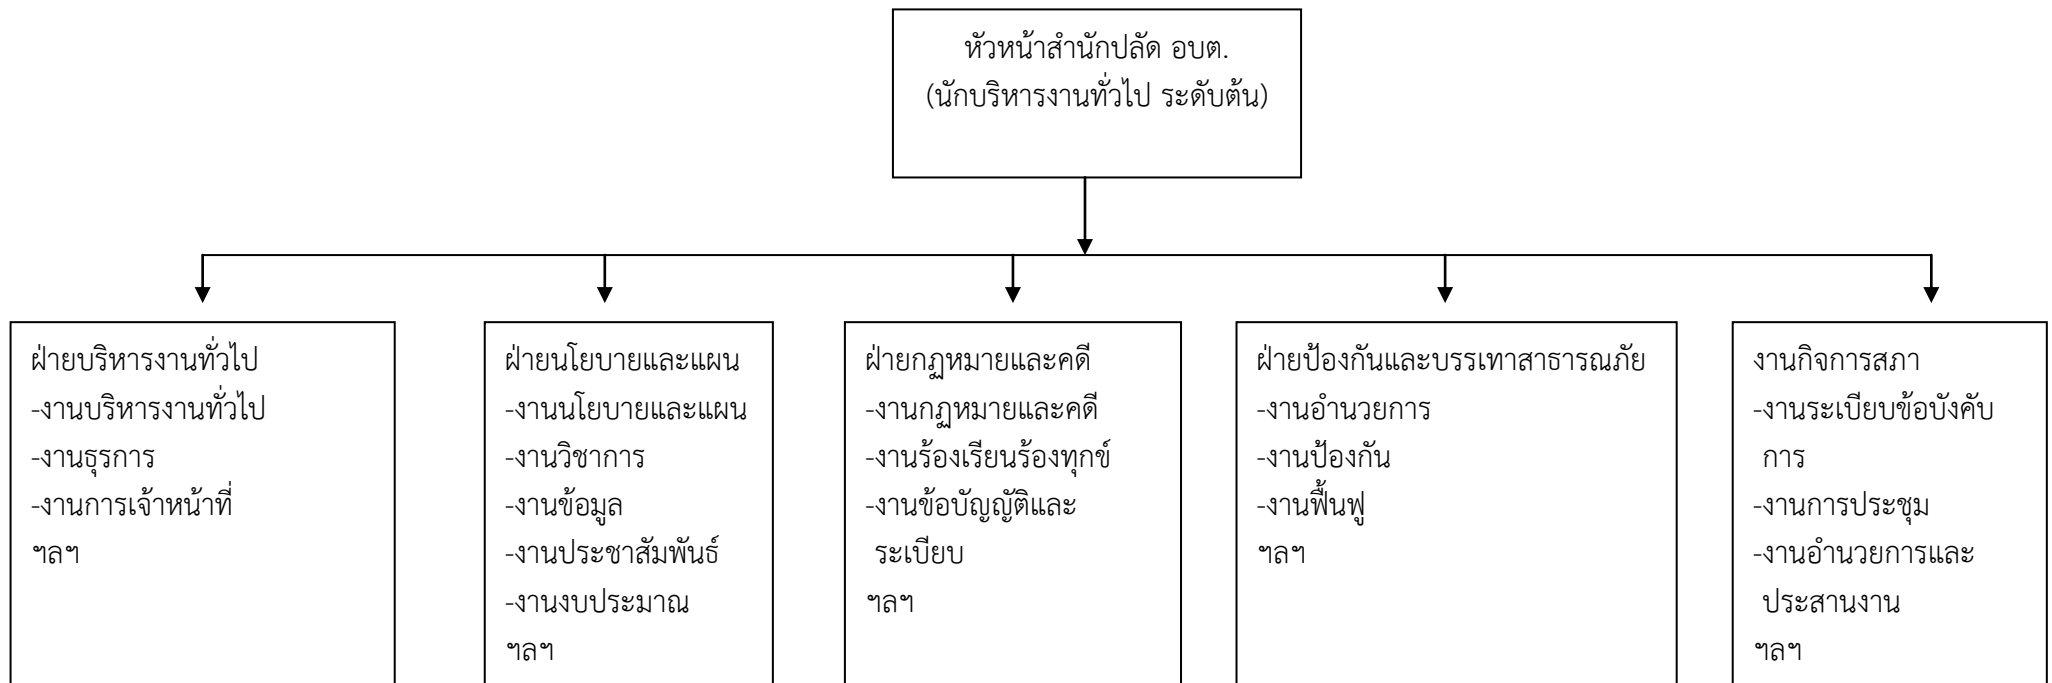 หัวหน้าสำนักปลัด อบต.
(นักบริหารงานทั่วไป ระดับต้น)
ฝ่ายบริหารงานทั่วไป
-งานบริหารงานทั่วไป
-งานธุรการ
-งานการเจ้าหน้าที่
ฯลฯ
ฝ่ายนโยบายและแผน
-งานนโยบายและแผน
-งานวิชาการ
-งานข้อมูล
-งานประชาสัมพันธ์
-งานงบประมาณ
ฯลฯ
ฝ่ายกฎหมายและคดี
-งานกฎหมายและคดี
-งานร้องเรียนร้องทุกข์
-งานข้อบัญญัติและ
ระเบียบ
ฯลฯ
ฝ่ายป้องกันและบรรเทาสาธารณภัย
-งานอำนวยการ
-งานป้องกัน
-งานฟื้นฟู
ฯลฯ
งานกิจการสภา
-งานระเบียบข้อบังคับ
การ
-งานการประชุม
-งานอำนวยการและ
ประสานงาน
ฯลฯ